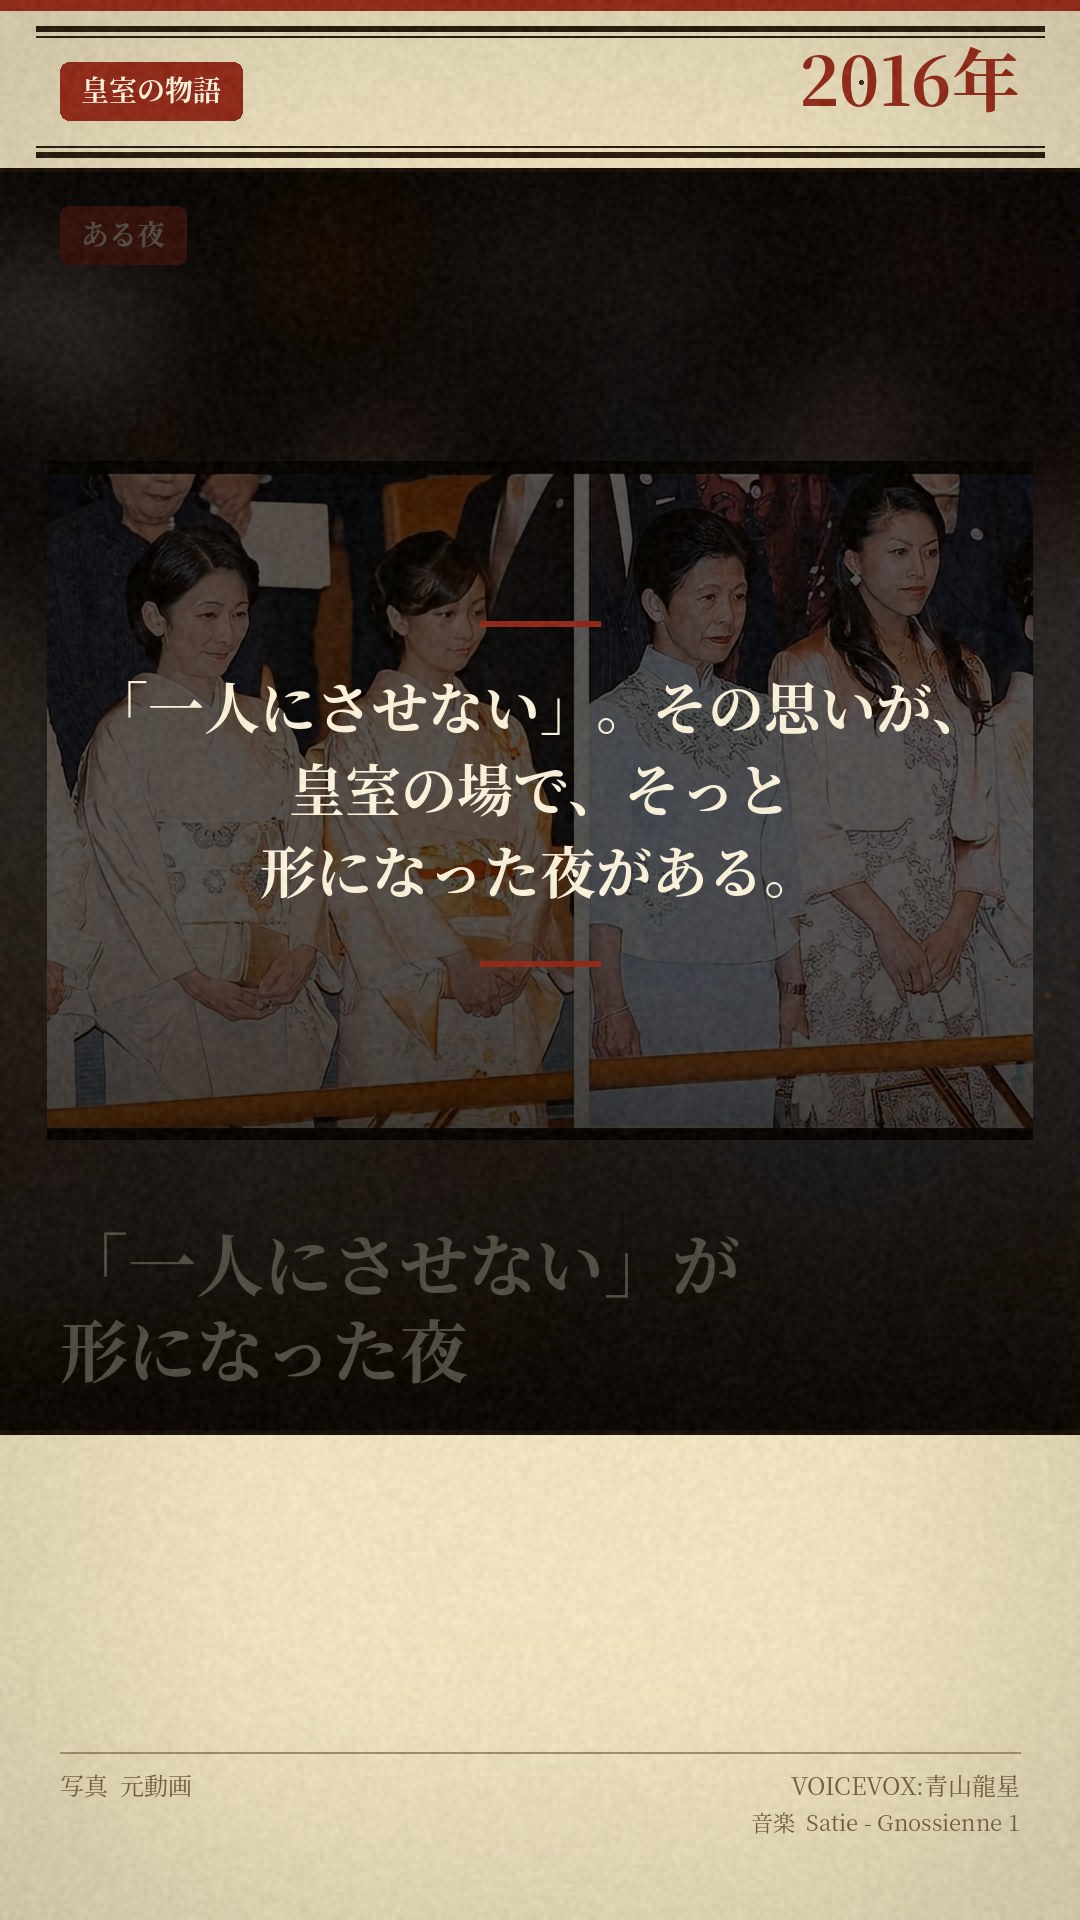 皇室の物語
2016年
ある夜
「一人にさせない」。その思いが、
皇室の場で、そっと
形になった夜がある。
「一人にさせない」が
形になった夜
写真 元動画
VOICEVOX:青山龍星
音楽 Satie - Gnossienne 1